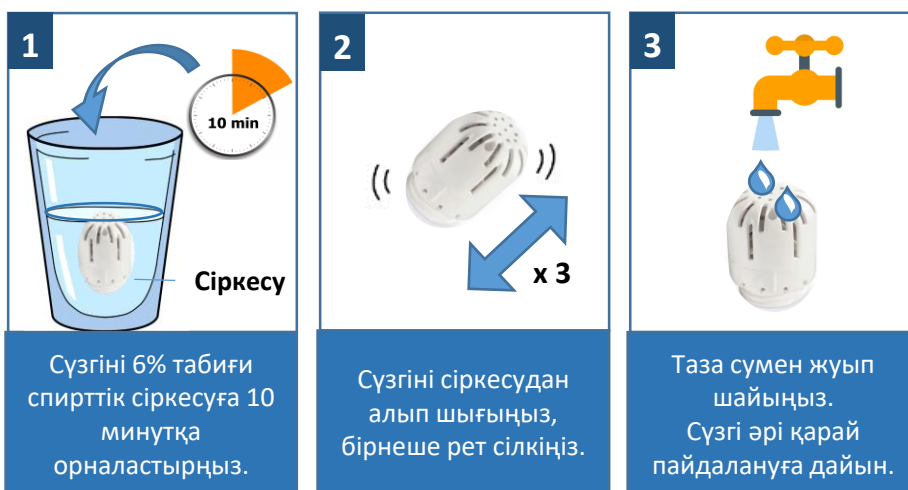 1
10 min
Сіркесу
Сүзгіні 6% табиғи
спирттік сіркесуға 10
минутқа
орналастырңыз.
2
x 3
Сүзгіні сіркесудан
алып шығыңыз,
бірнеше рет сілкіңіз.
3
Таза сумен жуып
шайыңыз.
Сүзгі әрі қарай
пайдалануға дайын.